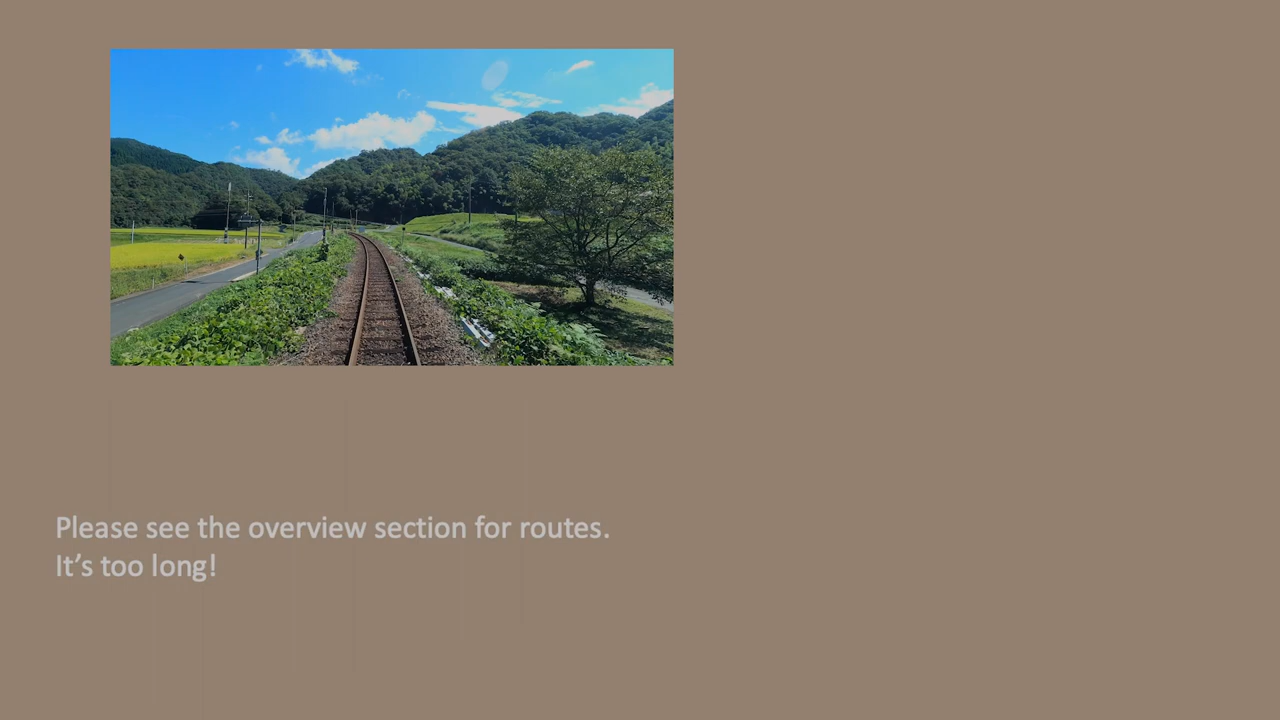 Please see the overview section for routes.
It’s too long!